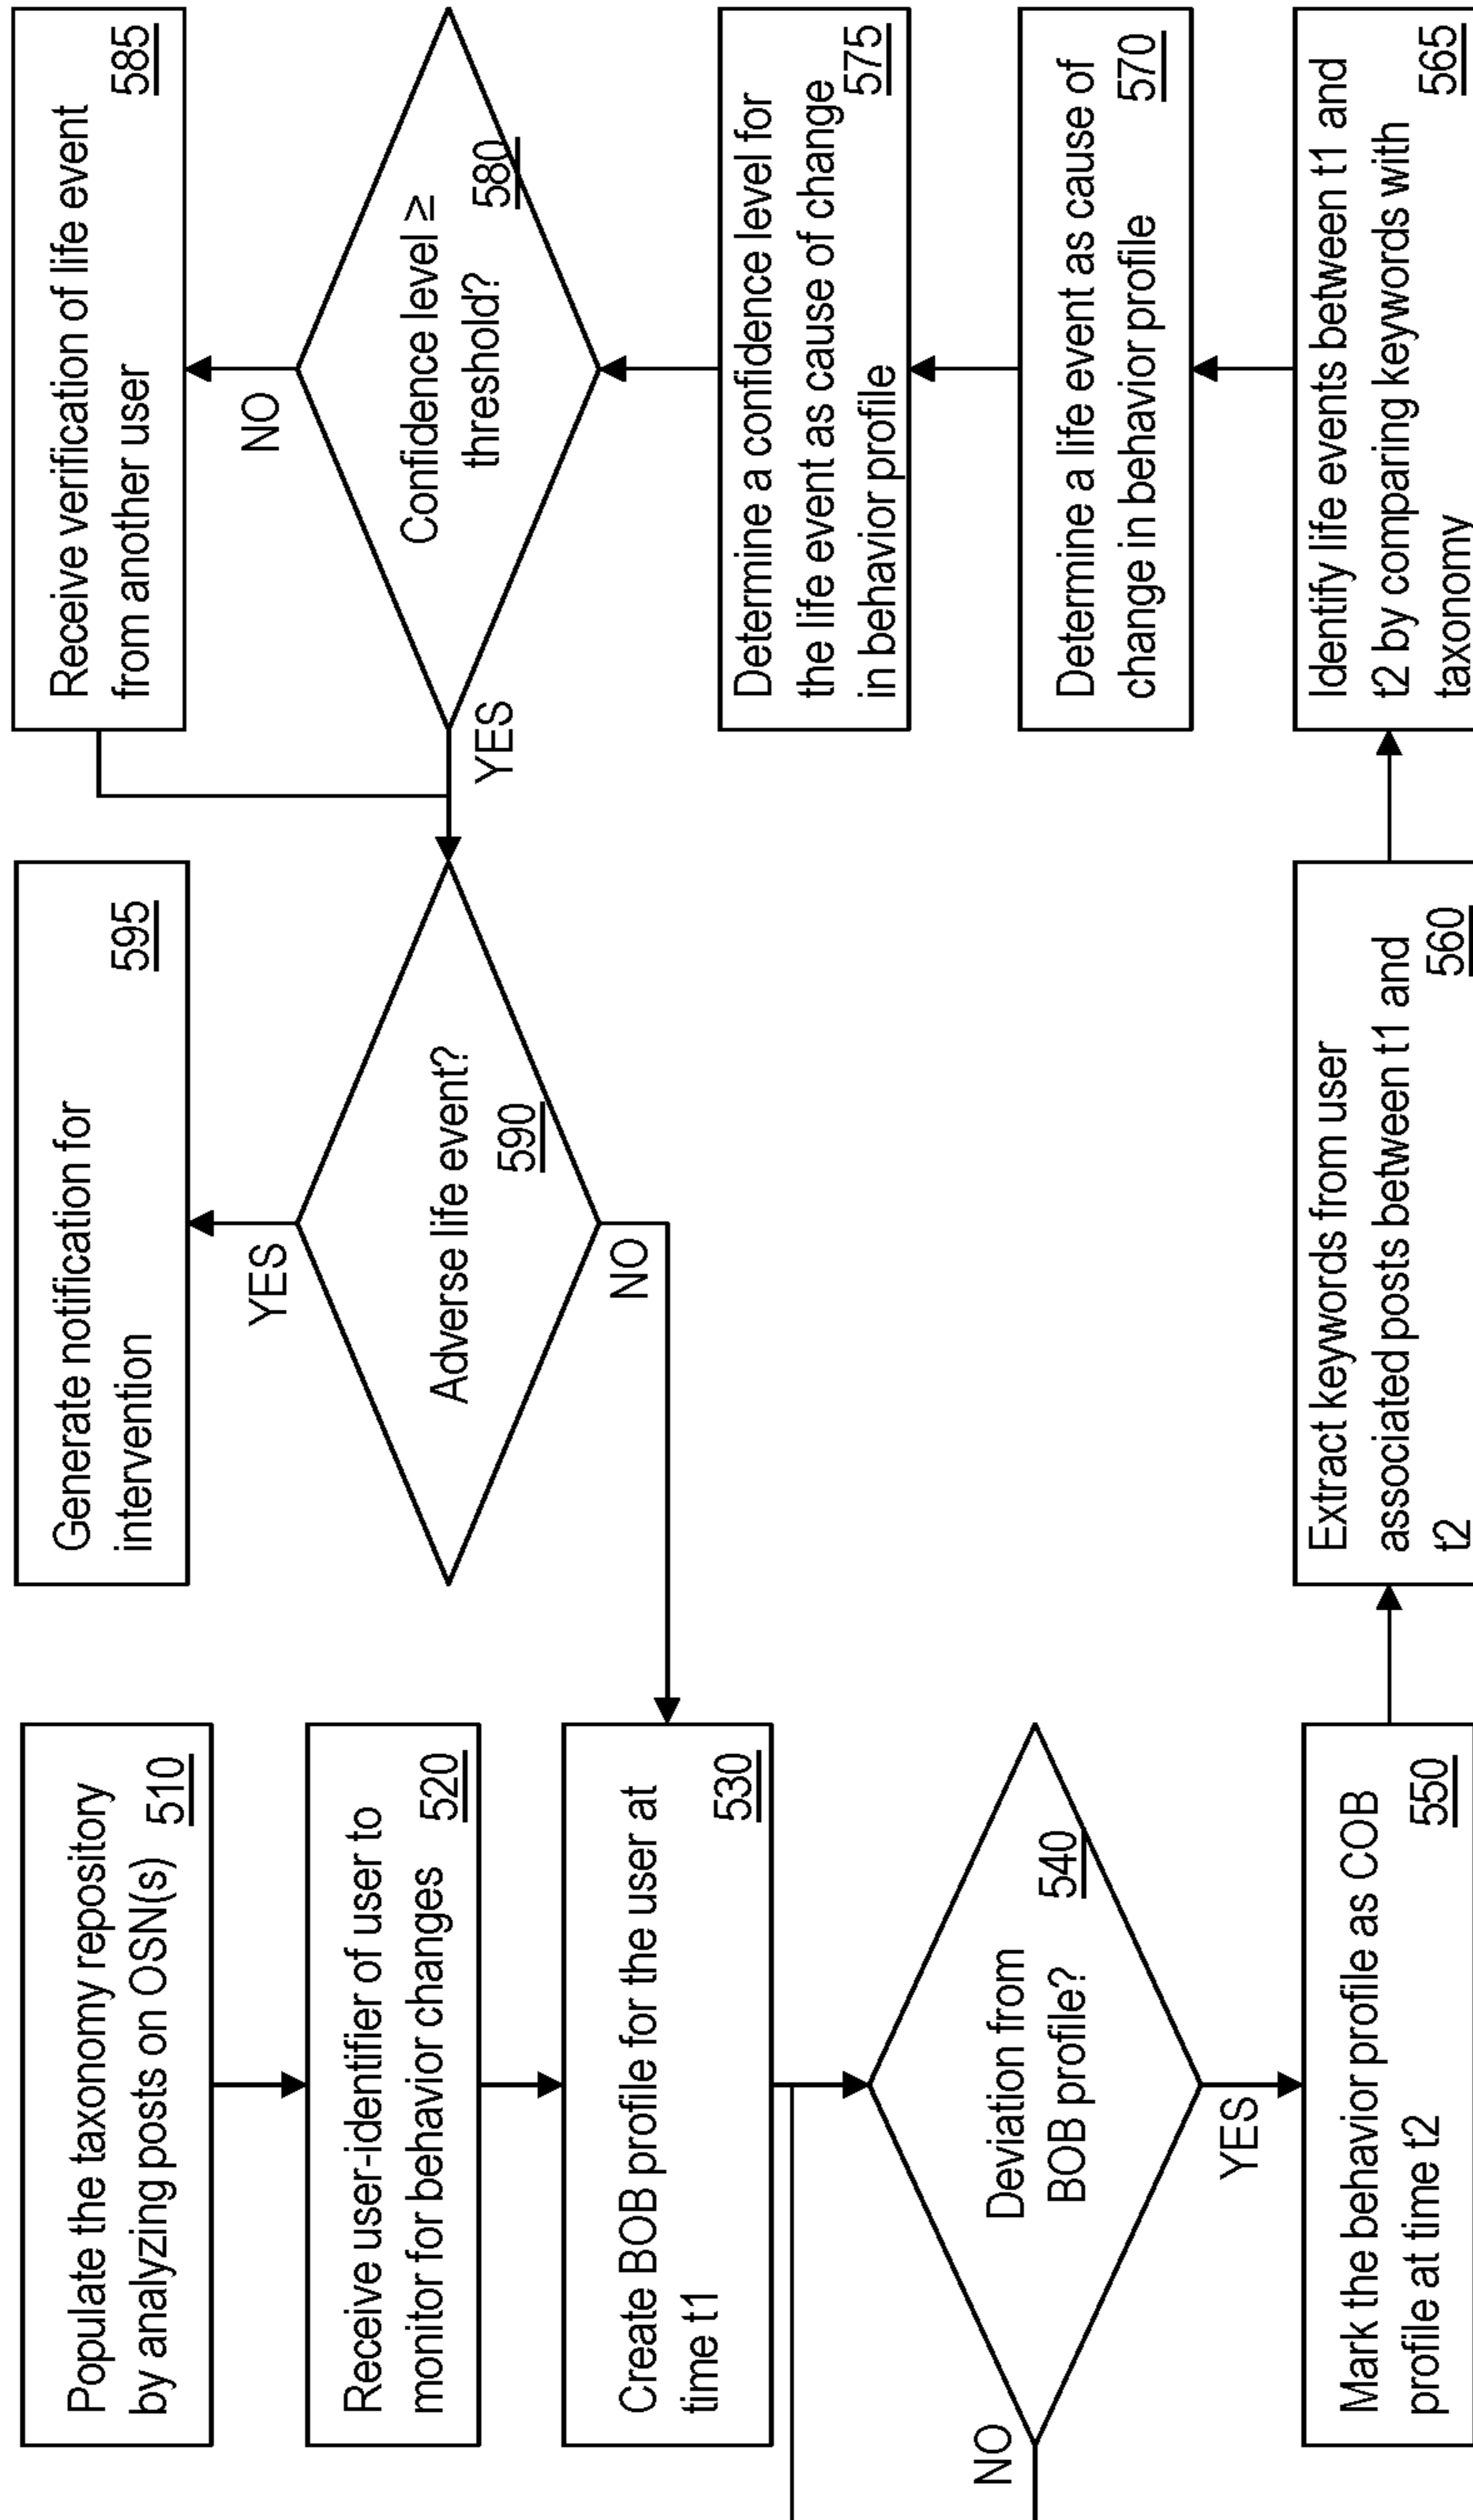 Populate the taxonomy repository
by analyzing posts on OSN(s) 510
Receive user-identifier of user to
monitor for behavior changes 520
Create BOB profile for the user at
time t1 530
Deviation from
BOB profile? 540
NO
YES
Mark the behavior profile as COB
profile at time t2 550
Extract keywords from user
associated posts between t1 and
t2 560
Identify life events between t1 and
t2 by comparing keywords with
taxonomy 565
Determine a life event as cause of
change in behavior profile 570
Determine a confidence level for
the life event as cause of change
in behavior profile 575
Confidence level ≥
threshold? 580
NO
YES
Receive verification of life event
from another user 585
Adverse life event?
590
YES
NO
Generate notification for
intervention 595